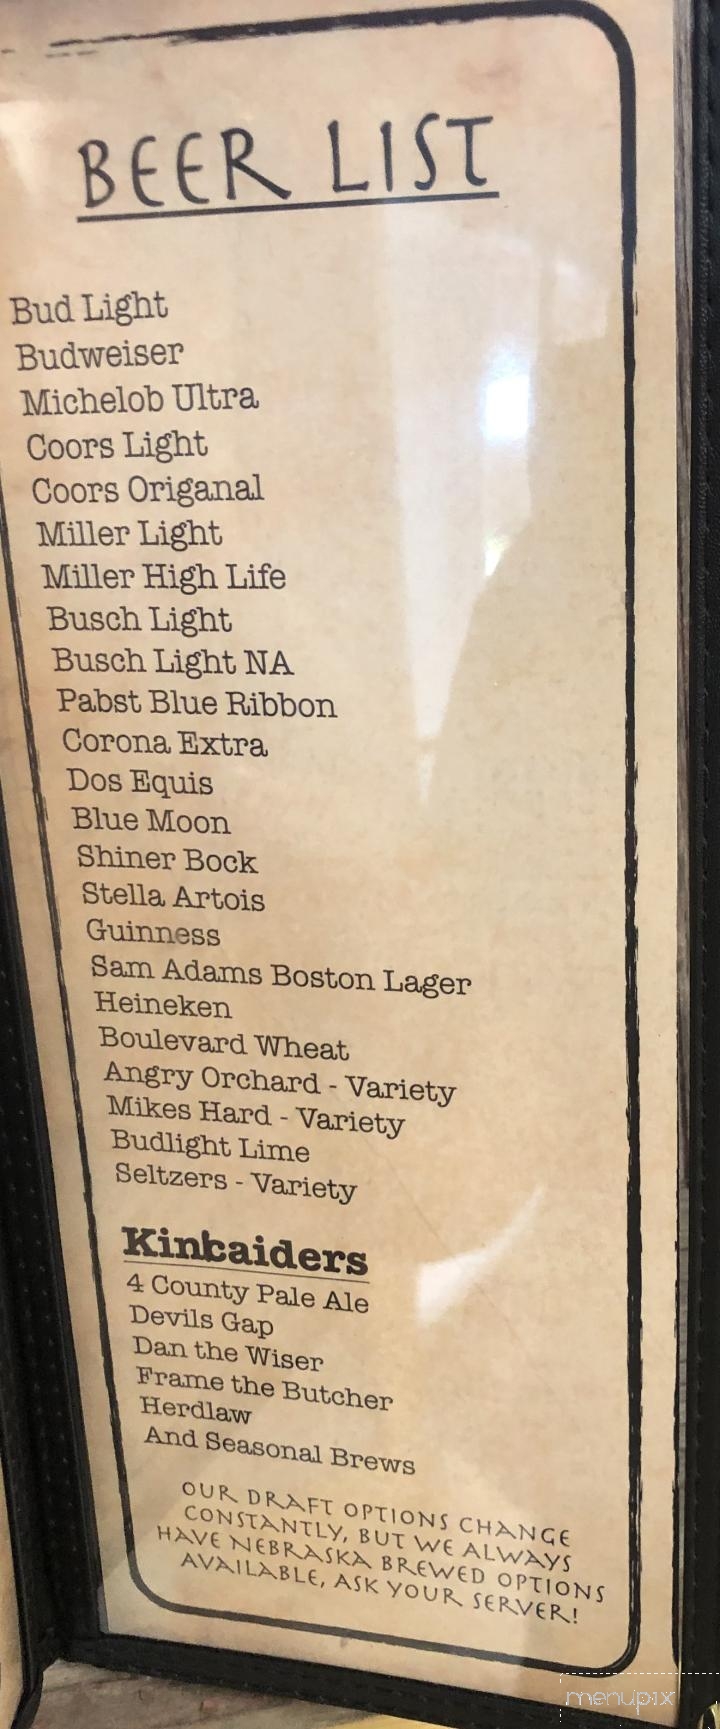 BEER LIST
Bud Light
Budweiser
Michelob Ultra
Coors Light
Coors Origanal
Miller Light
Miller High Life
Busch Light
Busch Light NA
Pabst Blue Ribbon
Corona Extra
Dos Equis
Blue Moon
Shiner Bock
Stella Artois
Guinness
Sam Adams Boston Lager
Heineken
Boulevard Wheat
Angry Orchard - Variety
Mikes Hard - Variety
Budlight Lime
Seltzers - Variety
Kinkaiders
4 County Pale Ale
Devils Gap
Dan the Wiser
Frame the Butcher
Herdlaw
And Seasonal Brews
OUR DRAFT OPTIONS CHANGE
CONSTANTLY, BUT WE ALWAYS
HAVE NEBRASKA BREWED OPTIONS
AVAILABLE, ASK YOUR SERVER!
menupix